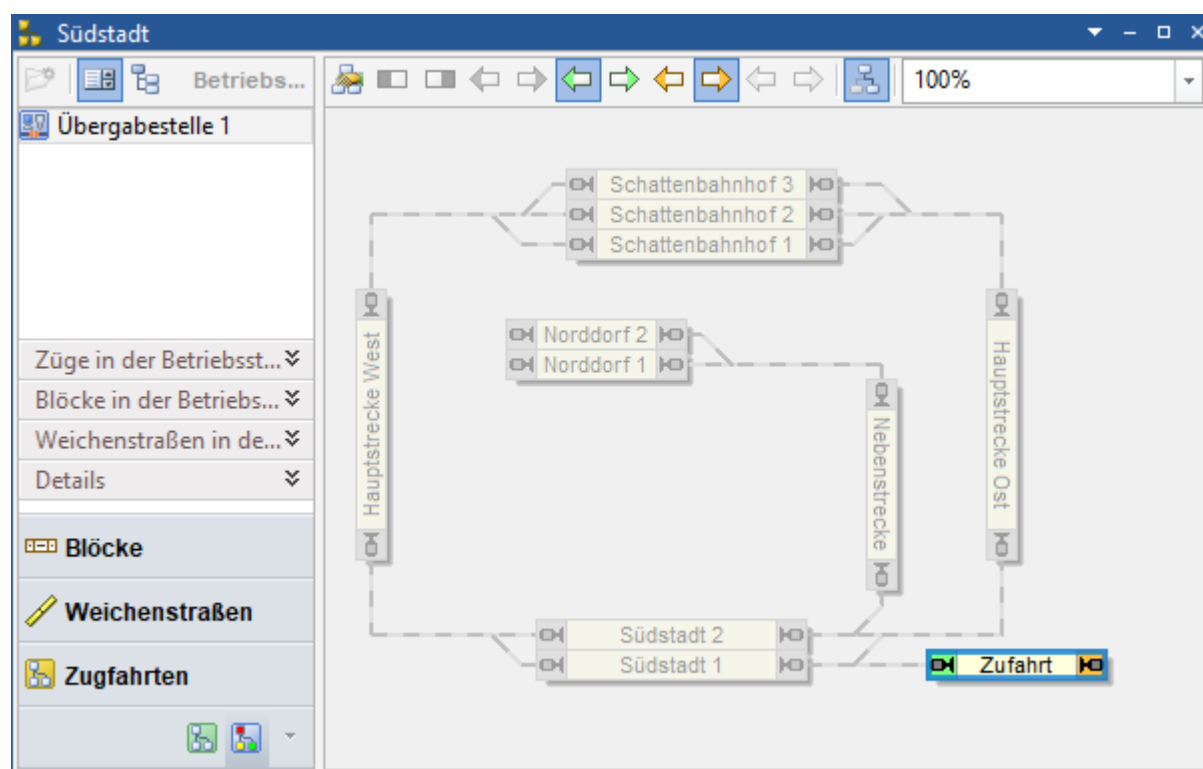 Südstadt
Betriebs...
100%
Übergabestelle 1
Züge in der Betriebsst...
Blöcke in der Betriebs...
Weichenstraßen in de...
Details
Blöcke
Weichenstraßen
Zugfahrten
Schattenbahnhof 3
Schattenbahnhof 2
Schattenbahnhof 1
Hauptstrecke West
Norddorf 2
Norddorf 1
Nebenstrecke
Hauptstrecke Ost
Südstadt 2
Südstadt 1
Zufahrt